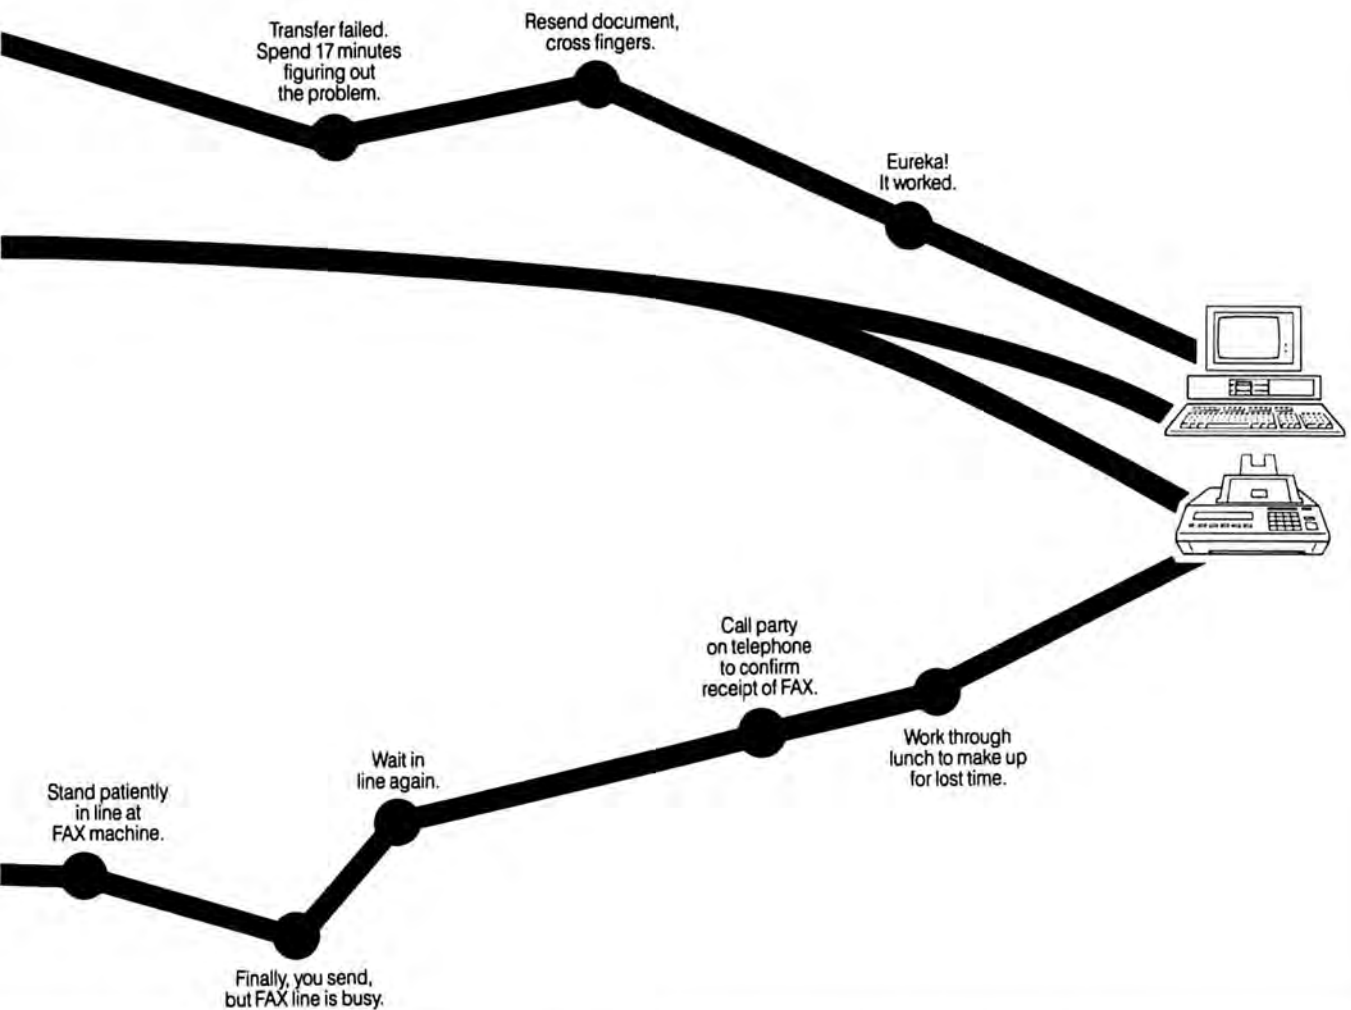 Transfer failed.
Spend 17 minutes
figuring out
the problem.
Resend document,
cross fingers.
Eureka!
It worked.
Call party
on telephone
to confirm
receipt of FAX.
Work through
lunch to make up
for lost time.
Wait in
line again.
Stand patiently
in line at
FAX machine.
Finally, you send,
but FAX line is busy.